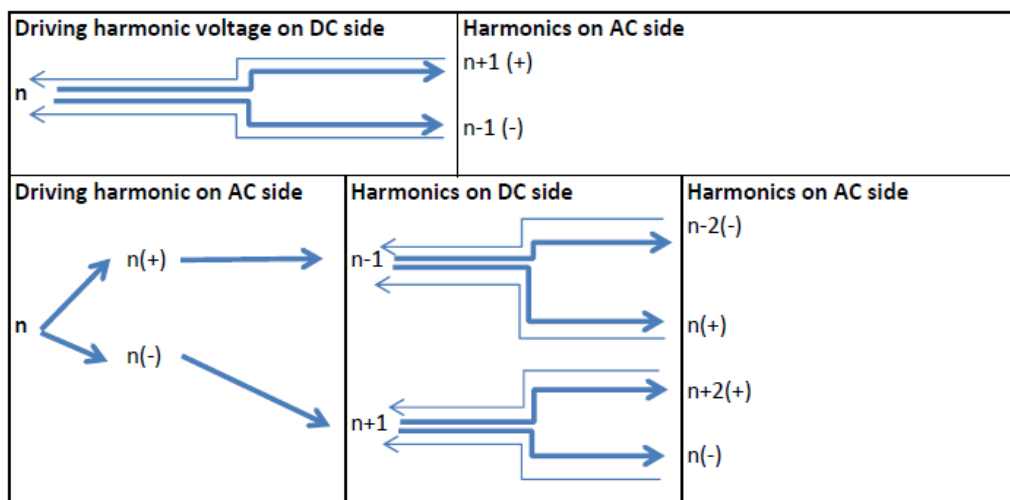 Driving harmonic voltage on DC side
Harmonics on AC side
n
n+1 (+)
n-1 (-)
Driving harmonic on AC side
Harmonics on DC side
Harmonics on AC side
n
n(+)
n(-)
n-1
n+1
n-2(-)
n(+)
n+2(+)
n(-)